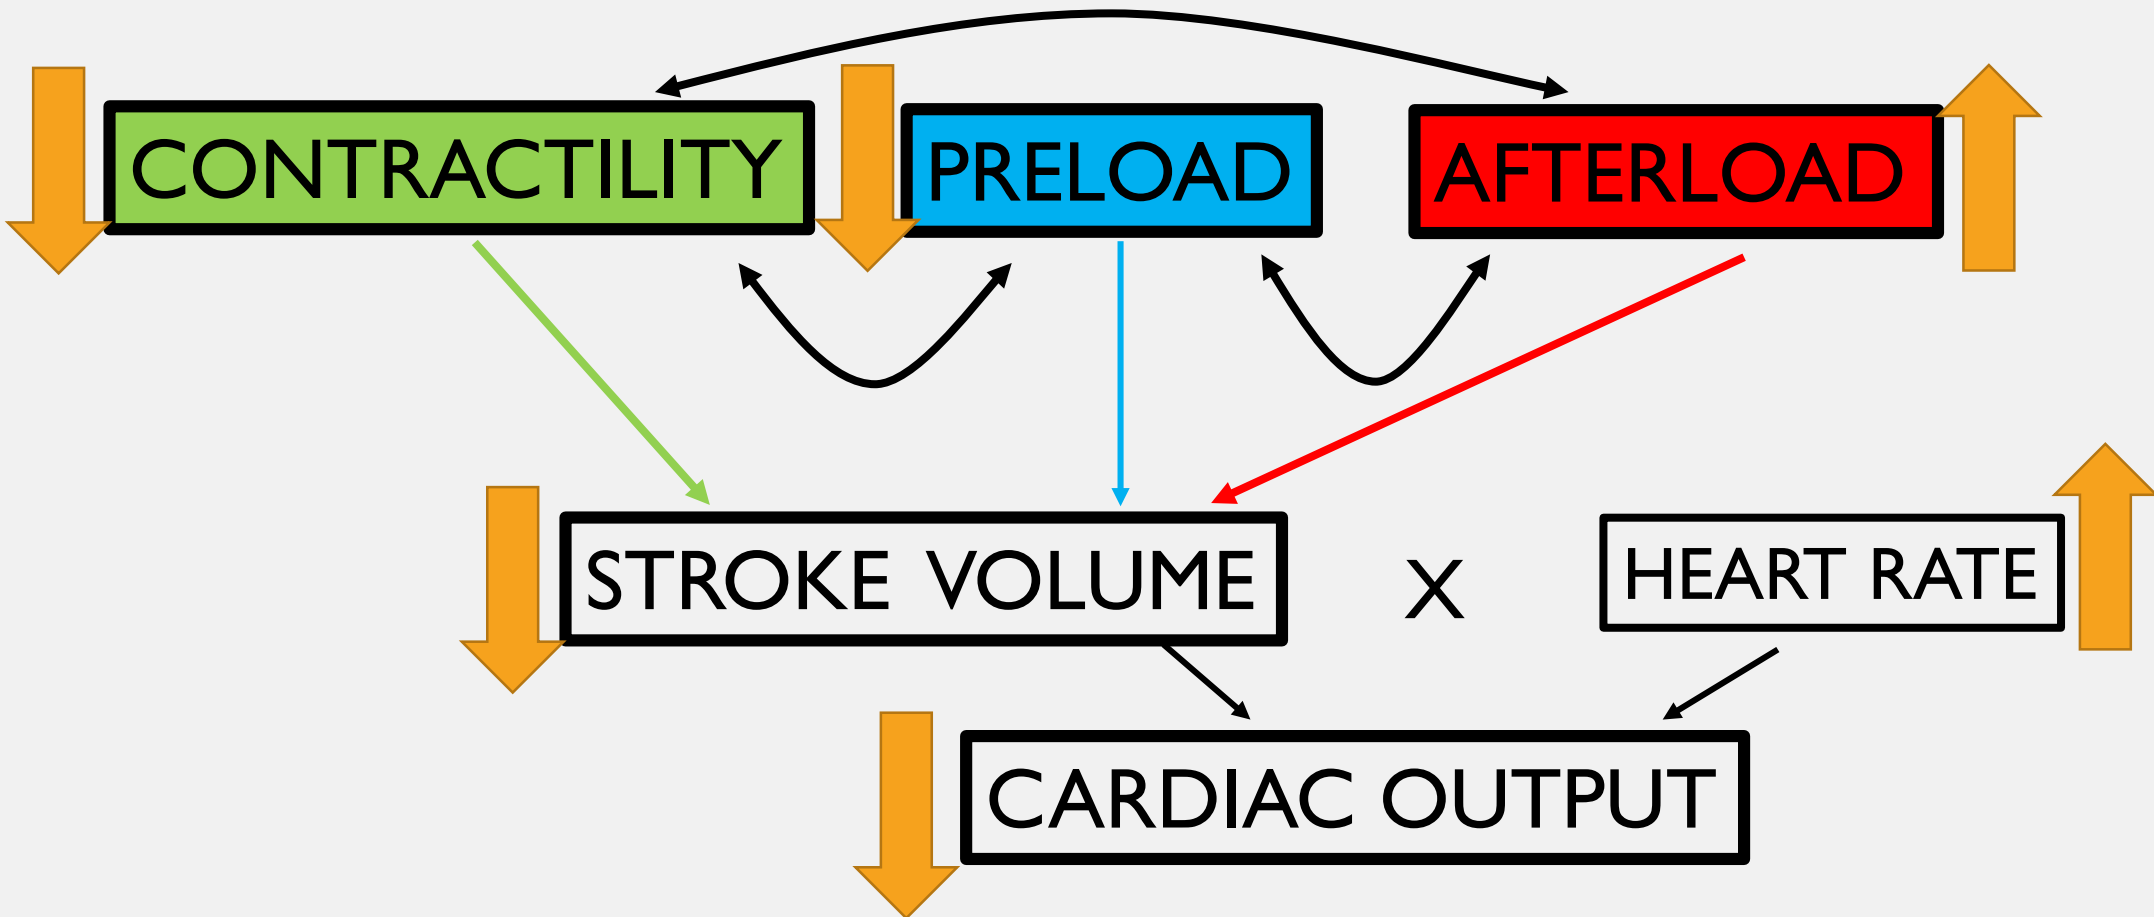 CONTRACTILITY
PRELOAD
AFTERLOAD
STROKE VOLUME
X
HEART RATE
CARDIAC OUTPUT